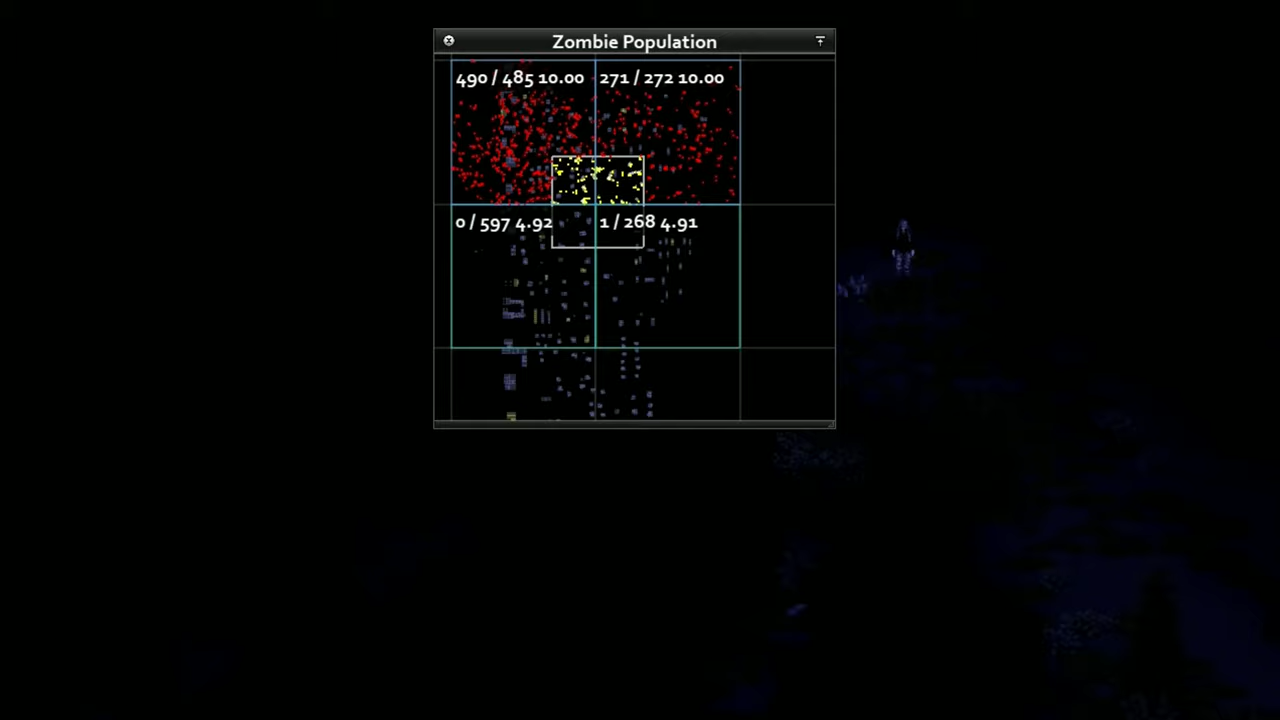 Zombie Population
490 / 485 10.00 271 / 272 10.00
0 / 597 4.92 1 / 268 4.91